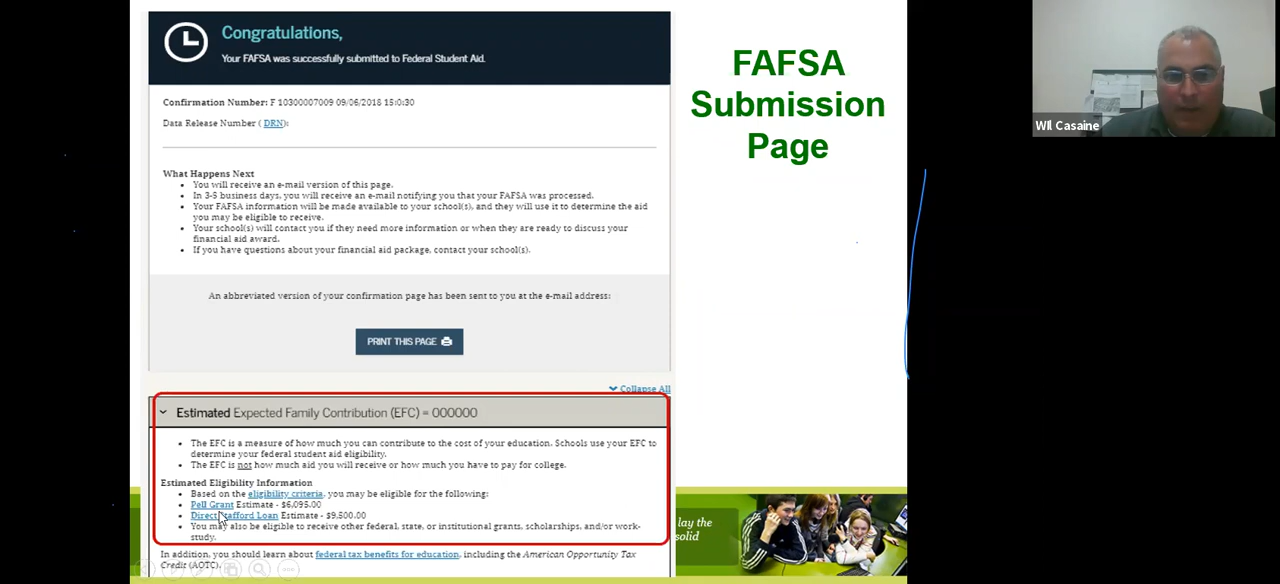 Congratulations,
Your FAFSA was successfully submitted to Federal Student Aid.
FAFSA
Submission
Page
Wil Casaine
Confirmation Number: F 10300007009 09/06/2018 15:0:30
Data Release Number ( DRN):
What Happens Next
• You will receive an e-mail version of this page.
• In 3-5 business days, you will receive an e-mail notifying you that your FAFSA was processed.
• Your FAFSA information will be made available to your school(s), and they will use it to determine the aid
you may be eligible to receive.
• Your school(s) will contact you if they need more information or when they are ready to discuss your
financial aid award.
• If you have questions about your financial aid package, contact your school(s).
An abbreviated version of your confirmation page has been sent to you at the e-mail address:
PRINT THIS PAGE
Collapse All
Estimated Expected Family Contribution (EFC) = 000000
• The EFC is a measure of how much you can contribute to the cost of your education. Schools use your EFC to
determine your federal student aid eligibility.
• The EFC is not how much aid you will receive or how much you have to pay for college.
Estimated Eligibility Information
• Based on the eligibility criteria, you may be eligible for the following:
• Pell Grant Estimate - $6,095.00
• Direct Stafford Loan Estimate - $9,500.00
• You may also be eligible to receive other federal, state, or institutional grants, scholarships, and/or work-
study.
In addition, you should learn about federal tax benefits for education, including the American Opportunity Tax
Credit (AOTC).
lay the
solid